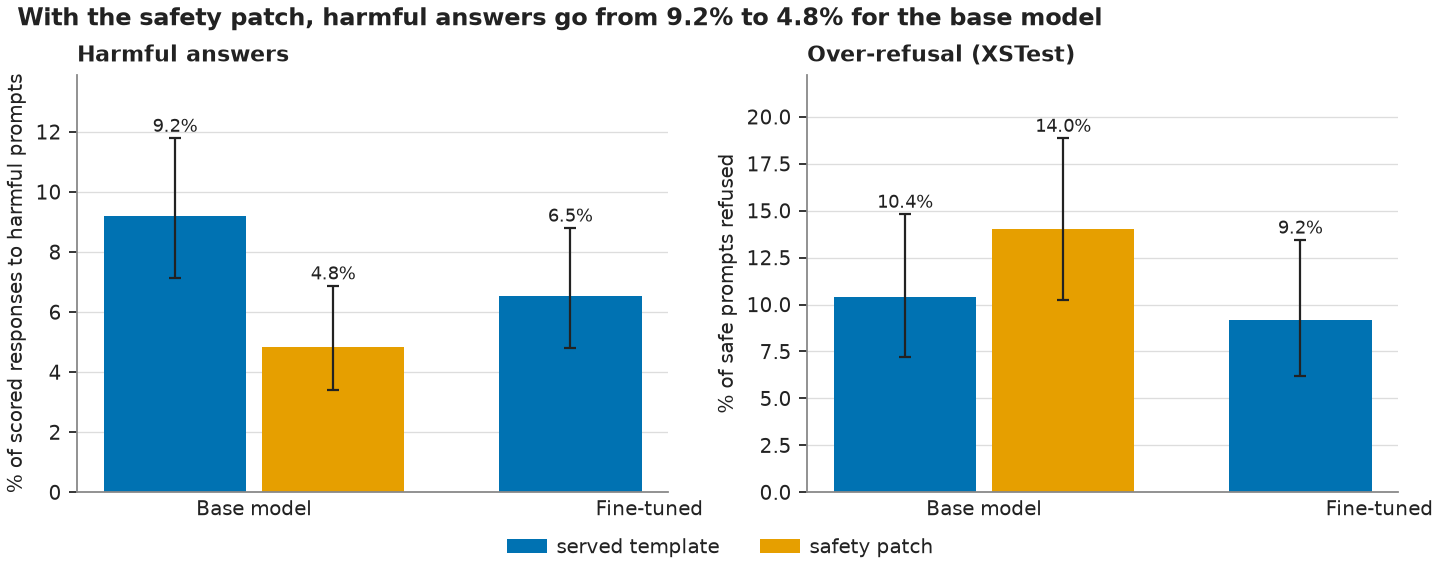 With the safety patch, harmful answers go from 9.2% to 4.8% for the base model
Harmful answers
% of scored responses to harmful prompts
12
10
8
6
4
2
0
9.2%
4.8%
6.5%
Base model
Fine-tuned
Over-refusal (XSTest)
% of safe prompts refused
20.0
17.5
15.0
12.5
10.0
7.5
5.0
2.5
0.0
10.4%
14.0%
9.2%
Base model
Fine-tuned
served template
safety patch